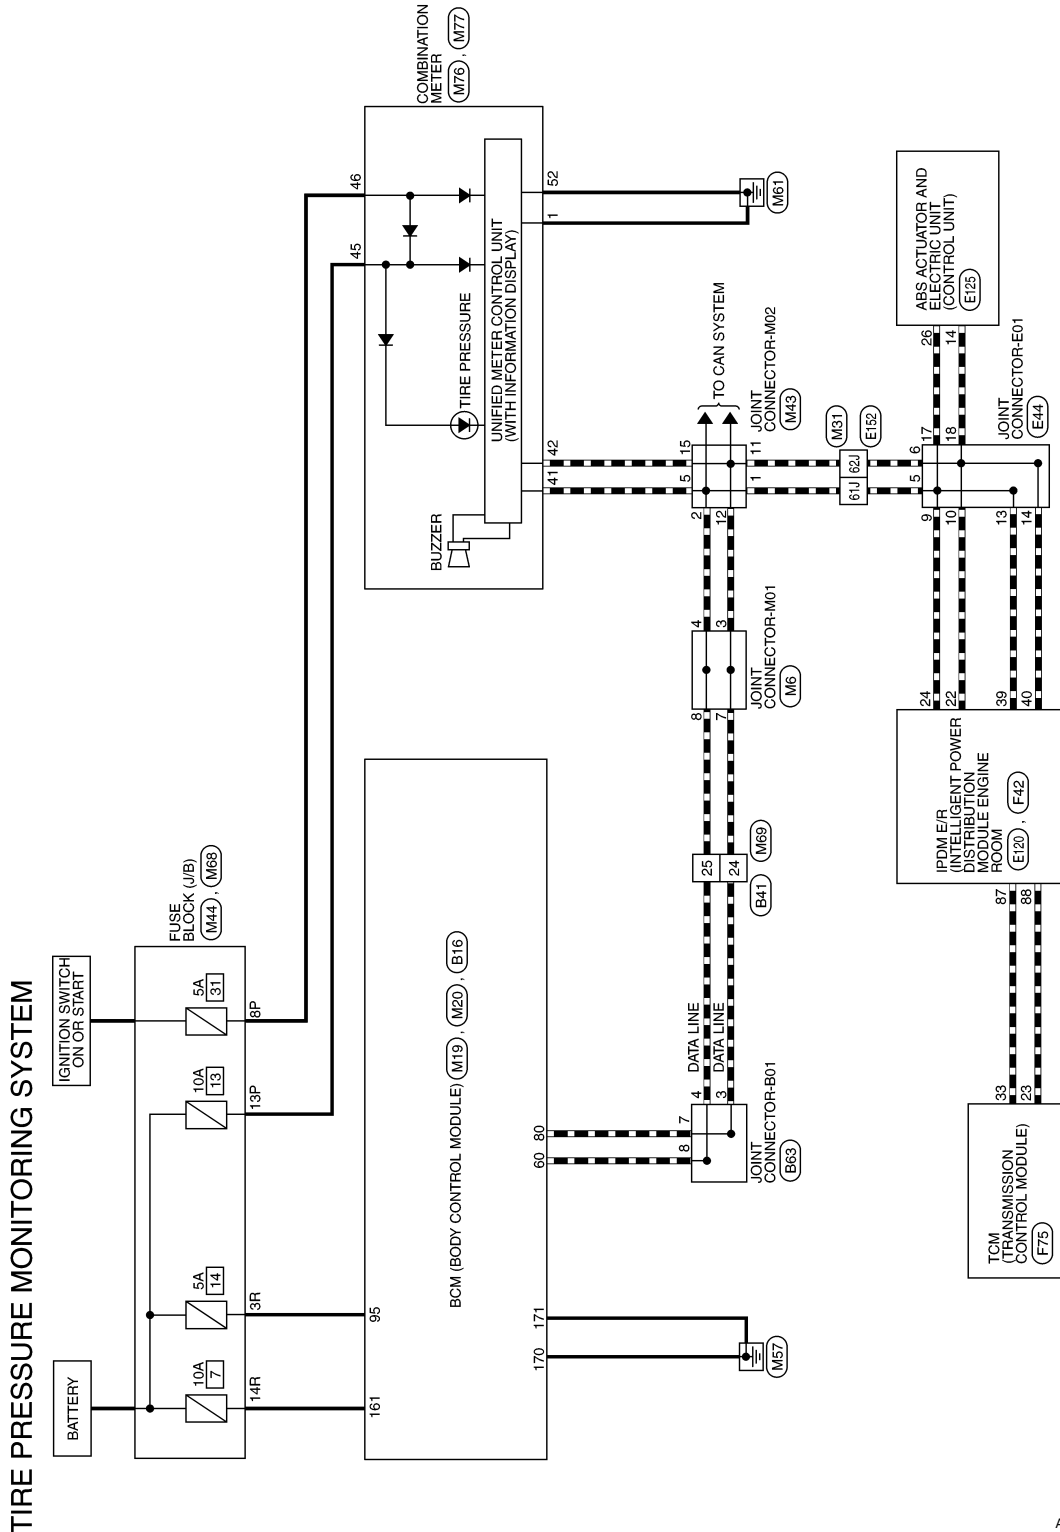 TIRE PRESSURE MONITORING SYSTEM
BATTERY
IGNITION SWITCH
ON OR START
10A
7
5A
14
10A
13
5A
31
FUSE
BLOCK (J/B)
M44 , M68
14R
3R
13P
8P
161
95
BCM (BODY CONTROL MODULE) M19 , M20 , B16
170
171
60
80
M57
45
46
COMBINATION
METER
M76 , M77
BUZZER
TIRE PRESSURE
UNIFIED METER CONTROL UNIT
(WITH INFORMATION DISPLAY)
41
42
1
52
M61
8
7
4
3
JOINT
CONNECTOR-B01
B63
DATA LINE
DATA LINE
25
24
B41
M69
8
7
4
3
JOINT
CONNECTOR-M01
M6
2
12
5
15
1
11
TO CAN SYSTEM
JOINT
CONNECTOR-M02
M43
61J
62J
M31
E152
5
6
9
10
13
14
17
18
JOINT
CONNECTOR-E01
E44
26
14
ABS ACTUATOR AND
ELECTRIC UNIT
(CONTROL UNIT)
E125
24
22
39
40
IPDM E/R
(INTELLIGENT POWER
DISTRIBUTION
MODULE ENGINE
ROOM
E120 , F42
87
88
33
23
TCM
(TRANSMISSION
CONTROL MODULE)
F75
A